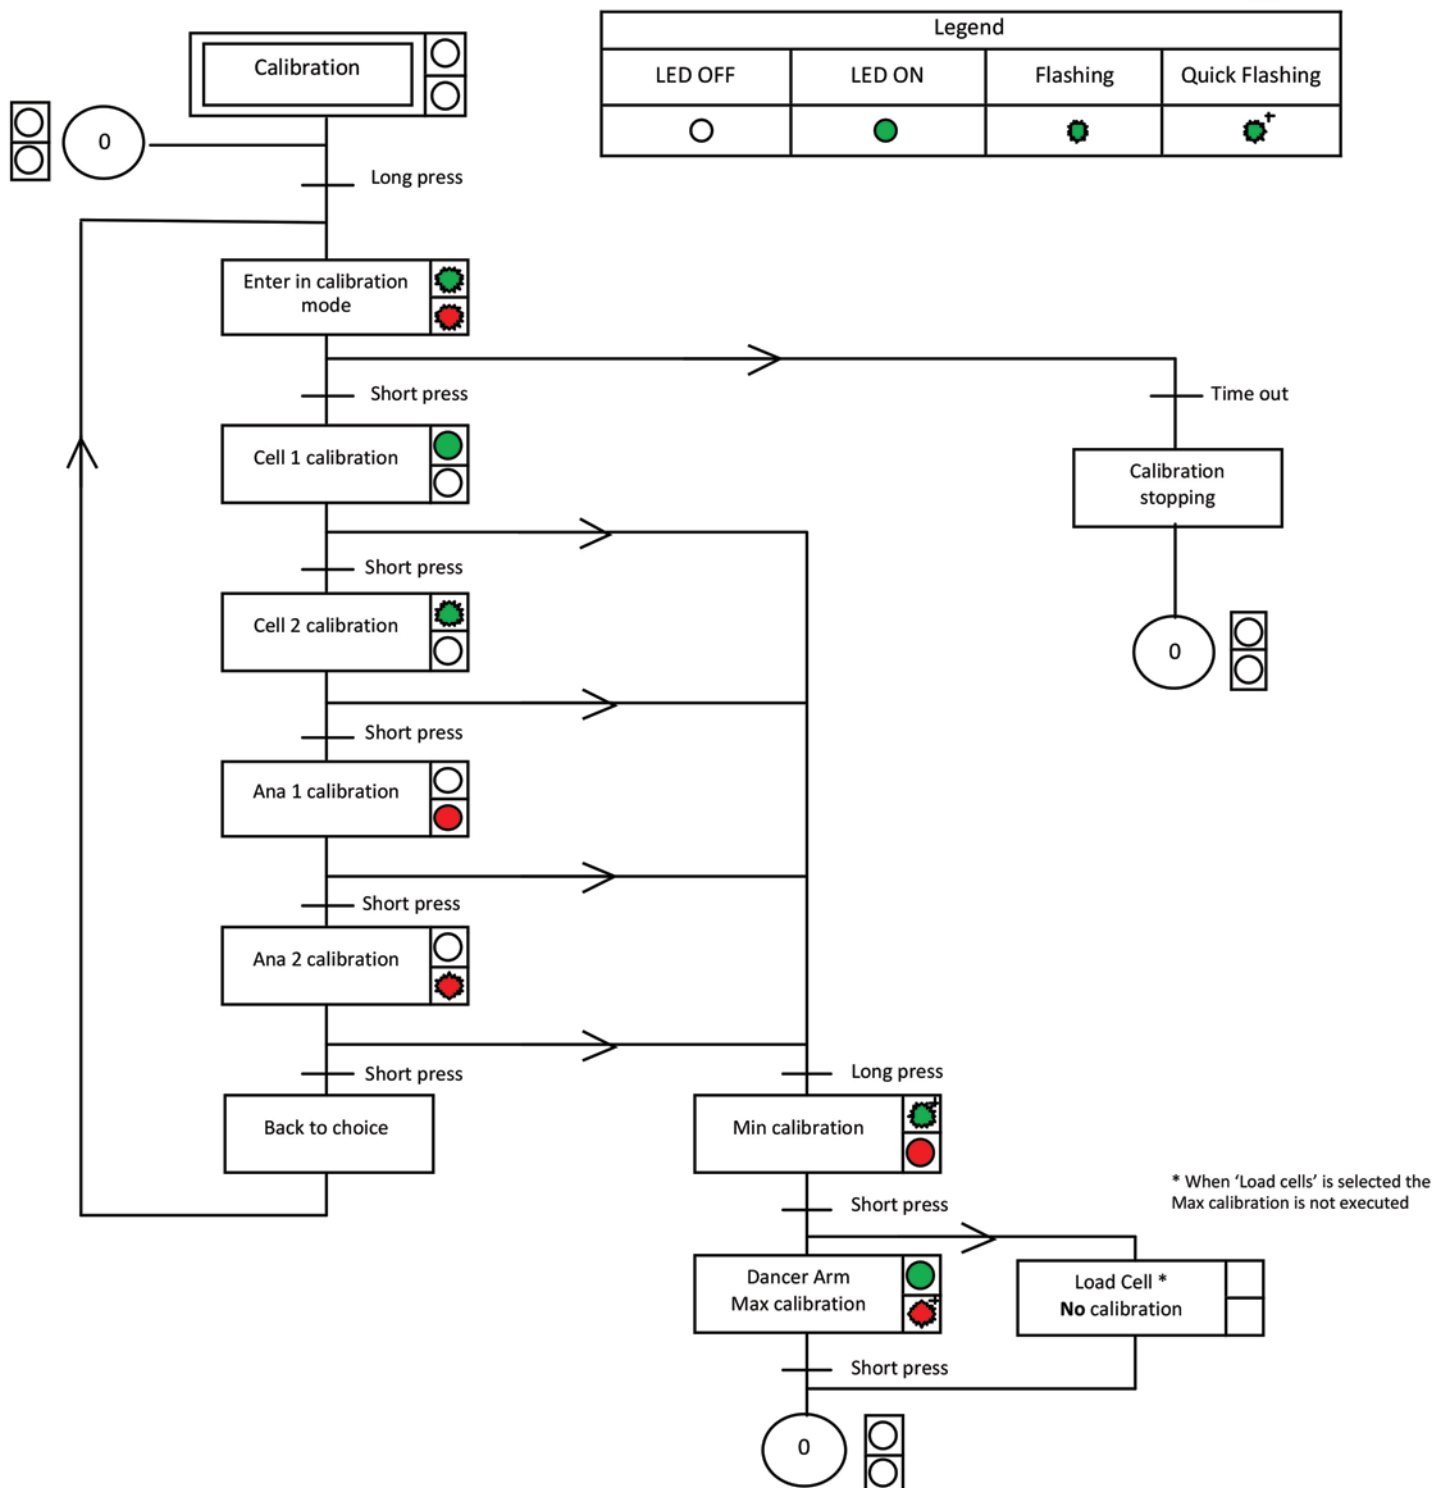 Legend
LED OFF
LED ON
Flashing
Quick Flashing
Calibration
0
Long press
Enter in calibration
mode
Short press
Time out
Cell 1 calibration
Calibration
stopping
Short press
Cell 2 calibration
0
Short press
Ana 1 calibration
Short press
Ana 2 calibration
Short press
Long press
Back to choice
Min calibration
* When ‘Load cells’ is selected the
Max calibration is not executed
Short press
Dancer Arm
Max calibration
Load Cell *
No calibration
Short press
0